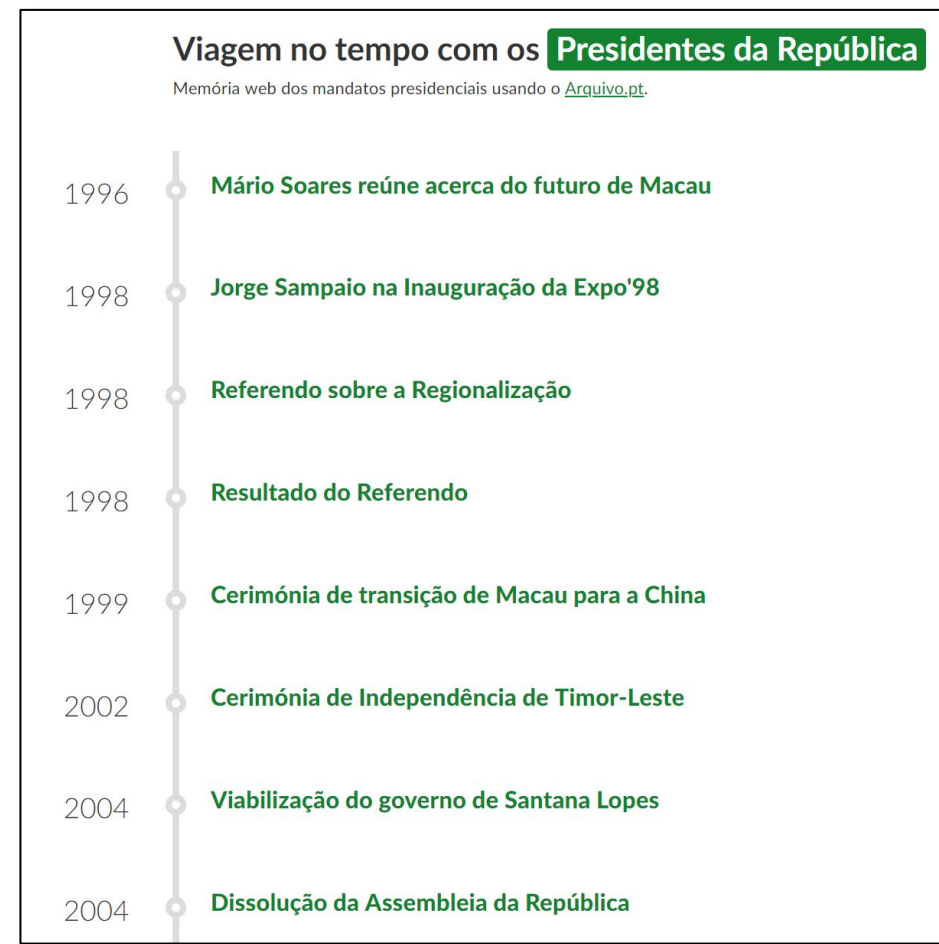 Viagem no tempo com os Presidentes da República
Memória web dos mandatos presidenciais usando o Arquivo.pt.
1996 Mário Soares reúne acerca do futuro de Macau
1998 Jorge Sampaio na Inauguração da Expo'98
1998 Referendo sobre a Regionalização
1998 Resultado do Referendo
1999 Cerimónia de transição de Macau para a China
2002 Cerimónia de Independência de Timor-Leste
2004 Viabilização do governo de Santana Lopes
2004 Dissolução da Assembleia da República